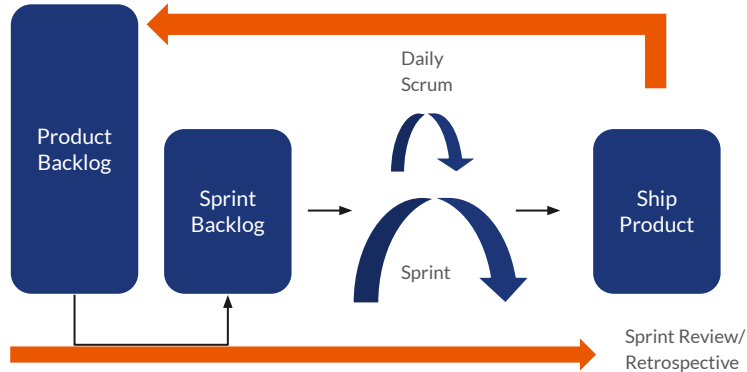 Product
Backlog
Sprint
Backlog
Daily
Scrum
Sprint
Ship
Product
Sprint Review/
Retrospective